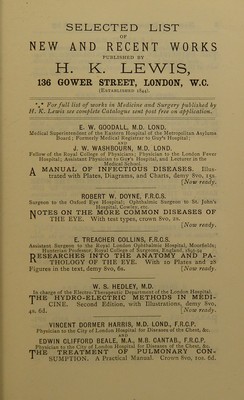 SELECTED LIST
OF
NEW AND RECENT WORKS
PUBLISHED BY
H. K. LEWIS,
136 GOWER STREET, LONDON, W.C.
(ESTABLISHED 1844).
*** For full list of works in Medicine and Surgery published by
H. K. Lewis see complete Catalogue sent post free on application.
E. W. GOODALL, M.D. LOND.
Medical Superintendent of the Eastern Hospital of the Metropolitan Asylums
Board; Formerly Medical Registrar to Guy's Hospital;
AND
J. W. WASHBOURN, M.D. LOND.
Fellow of the Royal College of Physicians; Physician to the London Fever
Hospital; Assistant Physician to Guy's Hospital, and Lecturer in the
Medical School.
A MANUAL OF INFECTIOUS DISEASES. Illus-
trated with Plates, Diagrams, and Charts, demy 8vo, 15s.
[Now ready.
ROBERT W. DOYNE, F.R.C.S.
Surgeon to the Oxford Eye Hospital; Ophthalmic Surgeon to St. John's
Hospital, Cowley, etc.
NOTES ON THE MORE COMMON DISEASES OF
THE EYE. With test types, crown 8vo, 2s.
[Now ready.
E. TREACHER COLLINS, F.R.C.S.
Assistant Surgeon to the Royal London Ophthalmic Hospital, Moorfields;
Hunterian Professor, Royal College of Surgeons, England, 1893-94
RESEARCHES INTO THE ANATOMY AND PA-
THOLOGY OF THE EYE. With 10 Plates and 28
Figures in the text, demy 8vo, 6s.
[Now ready.
W. S. HEDLEY, M.D.
In charge of the Electro-Therapeutic Department of the London Hospital.
THE HYDRO-ELECTRIC METHODS IN MEDI-
CINE. Second Edition, with Illustrations, demy 8vo,
4s. 6d.
[Now ready.
VINCENT DORMER HARRIS, M.D. LOND., F.R.C.P.
Physician to the City of London Hospital for Diseases of the Chest, &c.
AND
EDWIN CLIFFORD BEALE, M.A., M.B. CANTAB., F.R.C.P.
Physician to the City of London Hospital for Diseases of the Chest, &c.
THE TREATMENT OF PULMONARY CON-
SUMPTION. A Practical Manual. Crown 8vo, 10s. 6d.